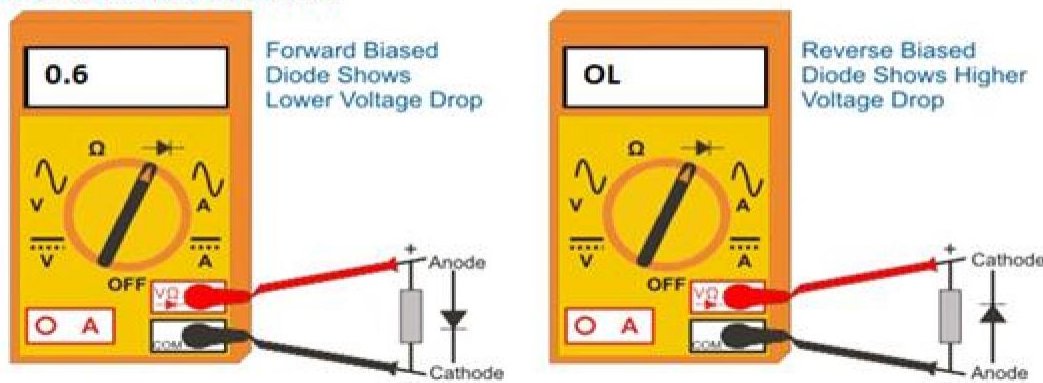 0.6
Forward Biased
Diode Shows
Lower Voltage Drop
Ω
V
A
V
A
OFF
VΩ
O A
COM
+
Anode
Cathode
OL
Reverse Biased
Diode Shows Higher
Voltage Drop
Ω
V
A
V
A
OFF
VΩ
O A
COM
+
Cathode
Anode